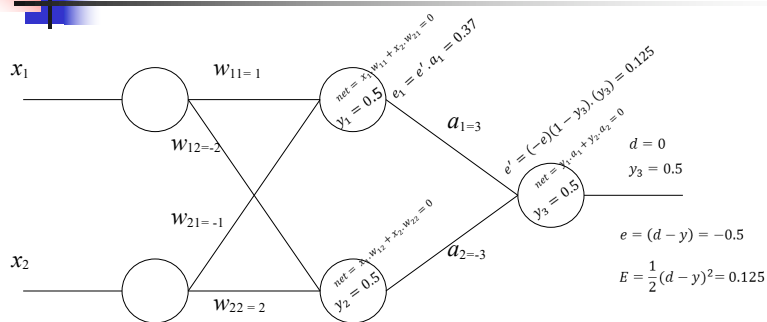 x₁
w₁₁= 1
net = x₁.w₁₁ + x₂.w₂₁ = 0
y₁ = 0.5
e₁ = e′.a₁ = 0.37
w₁₂=-2
a₁=3
e′ = (−e)(1 − y₃).(y₃) = 0.125
net = y₁.a₁ + y₂.a₂ = 0
y₃ = 0.5
d = 0
y₃ = 0.5
w₂₁= -1
net = x₁.w₁₂ + x₂.w₂₂ = 0
y₂ = 0.5
a₂=-3
e = (d − y) = −0.5
x₂
w₂₂ = 2
E = 1/2(d − y)²= 0.125